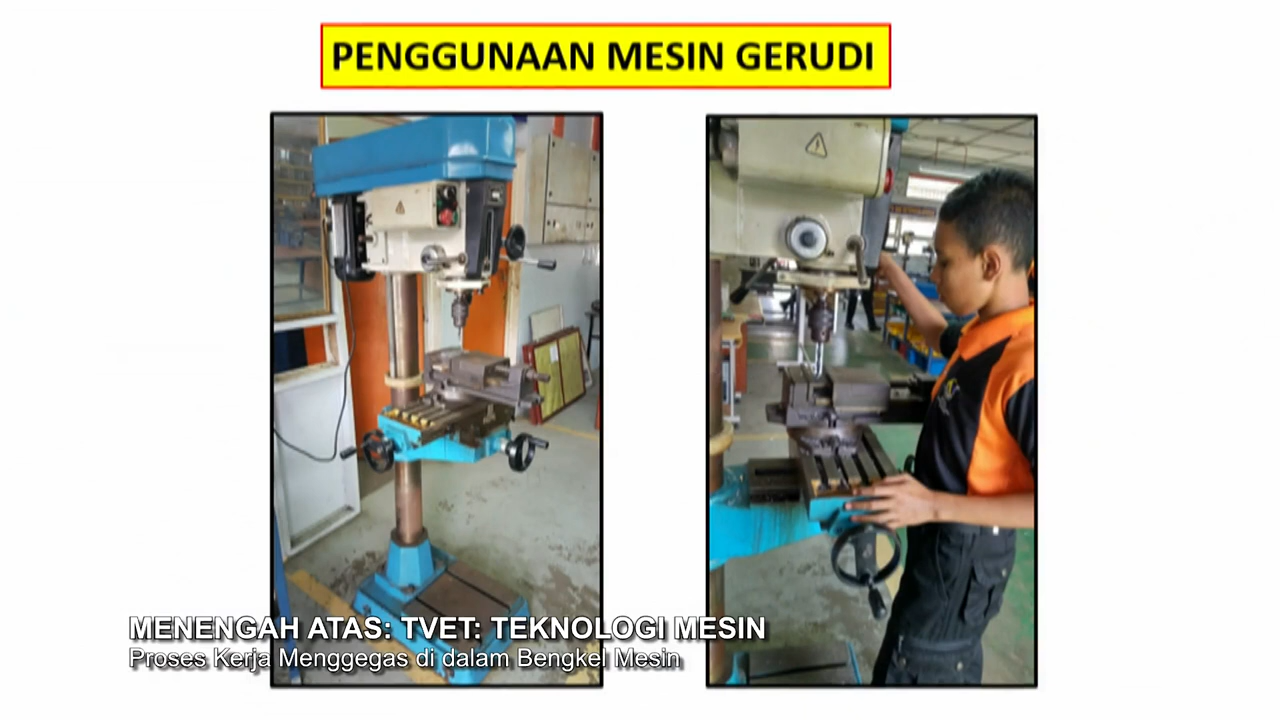 PENGGUNAAN MESIN GERUDI
MENENGAH ATAS: TVET: TEKNOLOGI MESIN
Proses Kerja Menggegas di dalam Bengkel Mesin